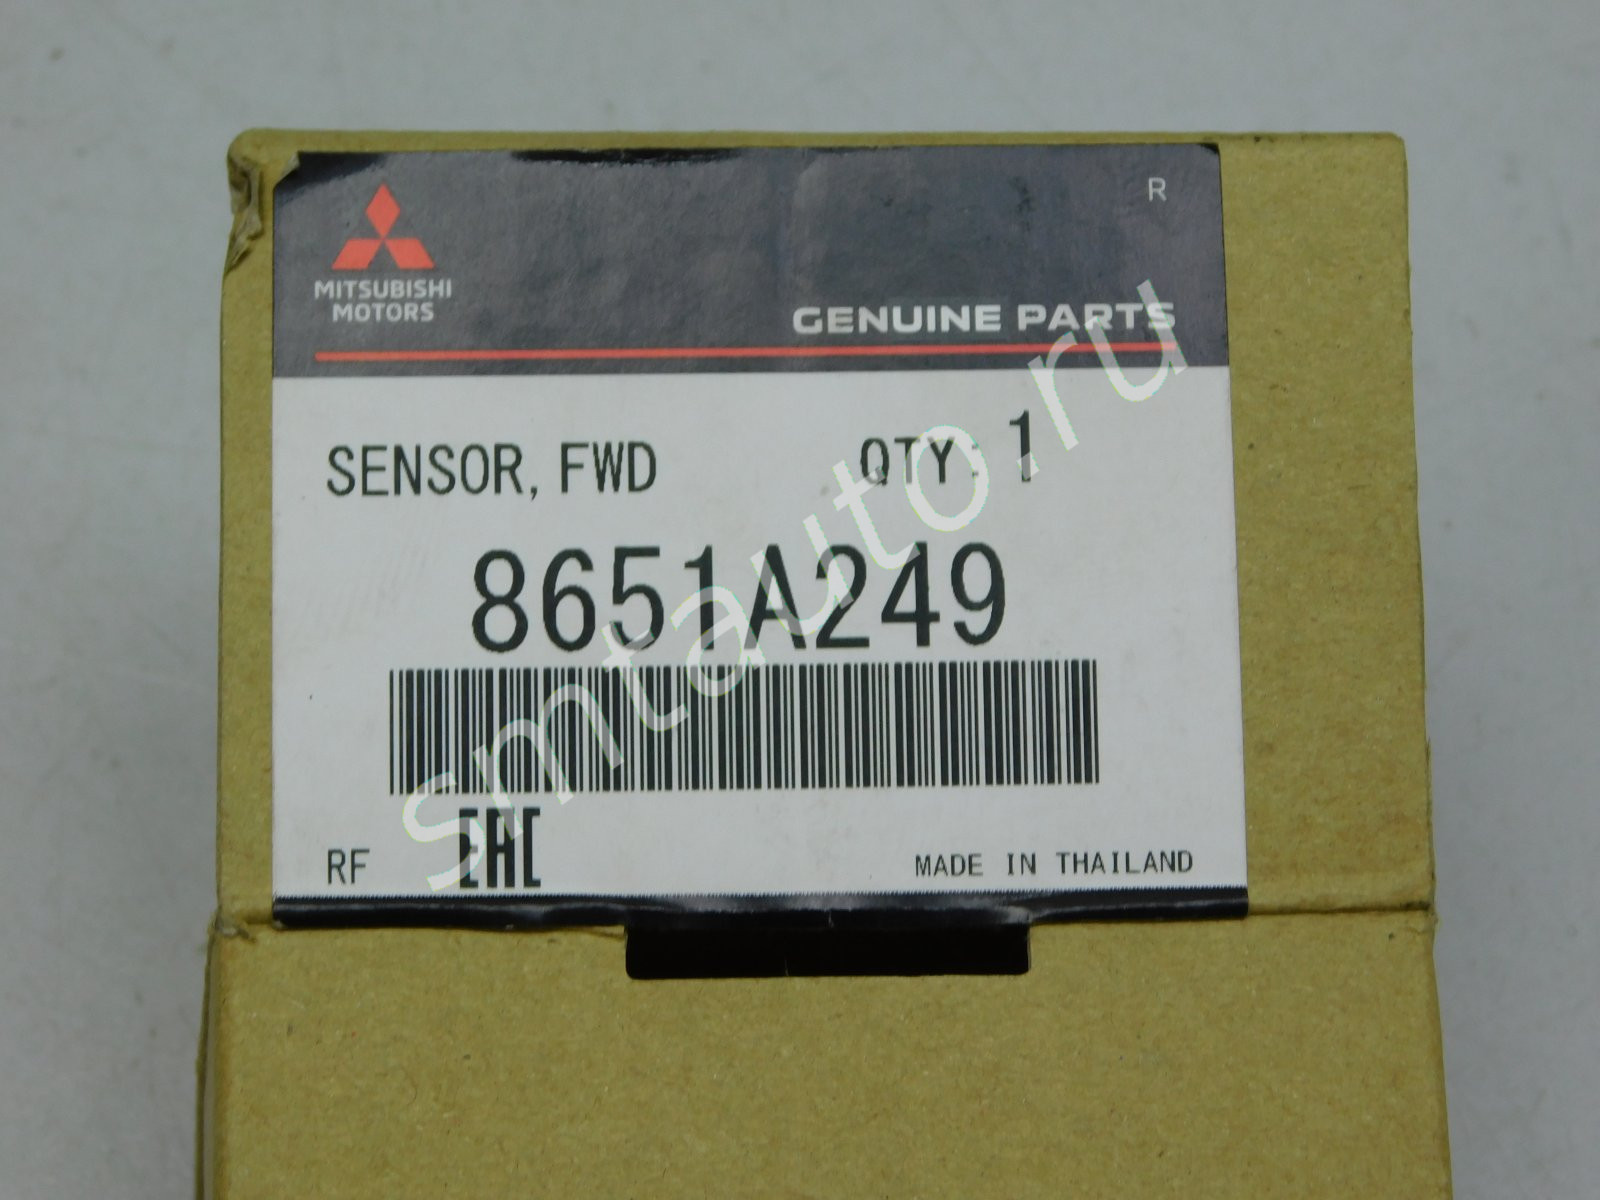 R
MITSUBISHI
MOTORS
GENUINE PARTS
SENSOR, FWD QTY: 1
8651A249
RF EAC MADE IN THAILAND
smtauto.ru